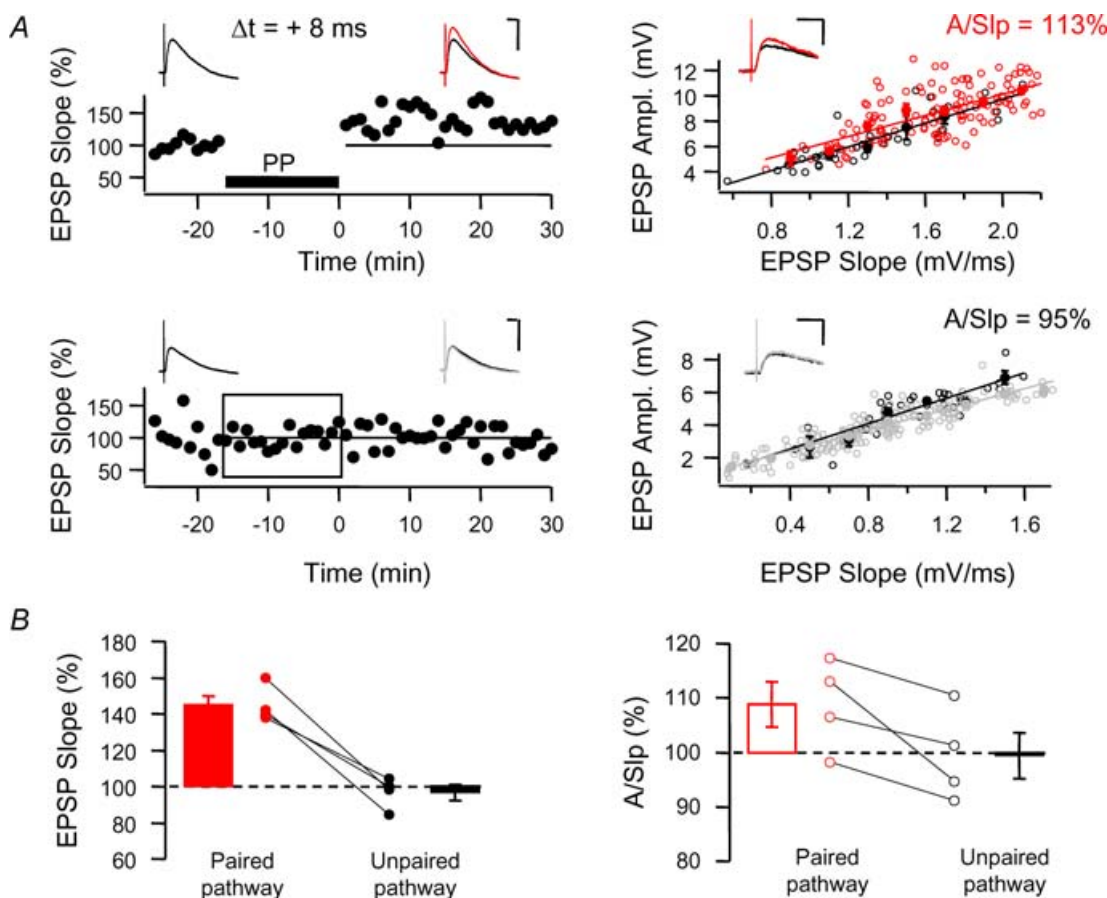 A
Δt = + 8 ms
EPSP Slope (%)
150
100
50
PP
-20
-10
0
10
20
30
Time (min)
A/Slp = 113%
EPSP Ampl. (mV)
12
10
8
6
4
0.8
1.2
1.6
2.0
EPSP Slope (mV/ms)
EPSP Slope (%)
150
100
50
-20
-10
0
10
20
30
Time (min)
A/Slp = 95%
EPSP Ampl. (mV)
8
6
4
2
0.4
0.8
1.2
1.6
EPSP Slope (mV/ms)
B
EPSP Slope (%)
180
160
140
120
100
80
60
Paired
pathway
Unpaired
pathway
A/Slp (%)
120
110
100
90
80
Paired
pathway
Unpaired
pathway